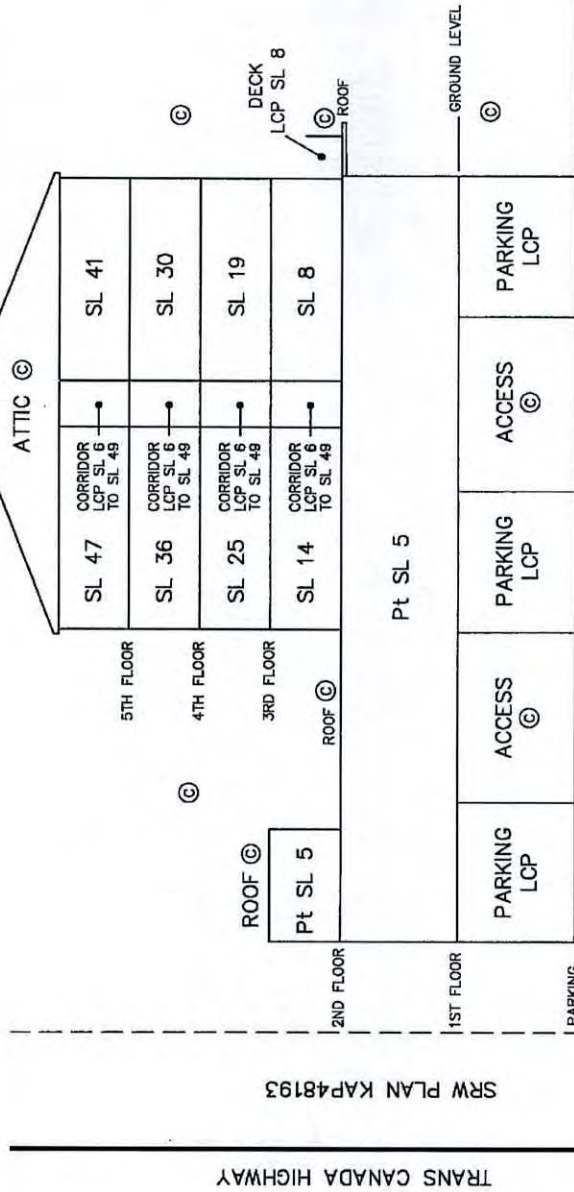 ATTIC ©
SL 47
CORRIDOR
LCP SL 6
TO SL 49
SL 41
5TH FLOOR
SL 36
CORRIDOR
LCP SL 6
TO SL 49
SL 30
4TH FLOOR
©
©
SL 25
CORRIDOR
LCP SL 6
TO SL 49
SL 19
3RD FLOOR
DECK
LCP SL 8
ROOF ©
SL 14
CORRIDOR
LCP SL 6
TO SL 49
SL 8
©
ROOF
ROOF ©
Pt SL 5
2ND FLOOR
Pt SL 5
1ST FLOOR
GROUND LEVEL
PARKING
LCP
ACCESS
©
PARKING
LCP
ACCESS
©
PARKING
LCP
©
PARKING
SRW PLAN KAP48193
TRANS CANADA HIGHWAY